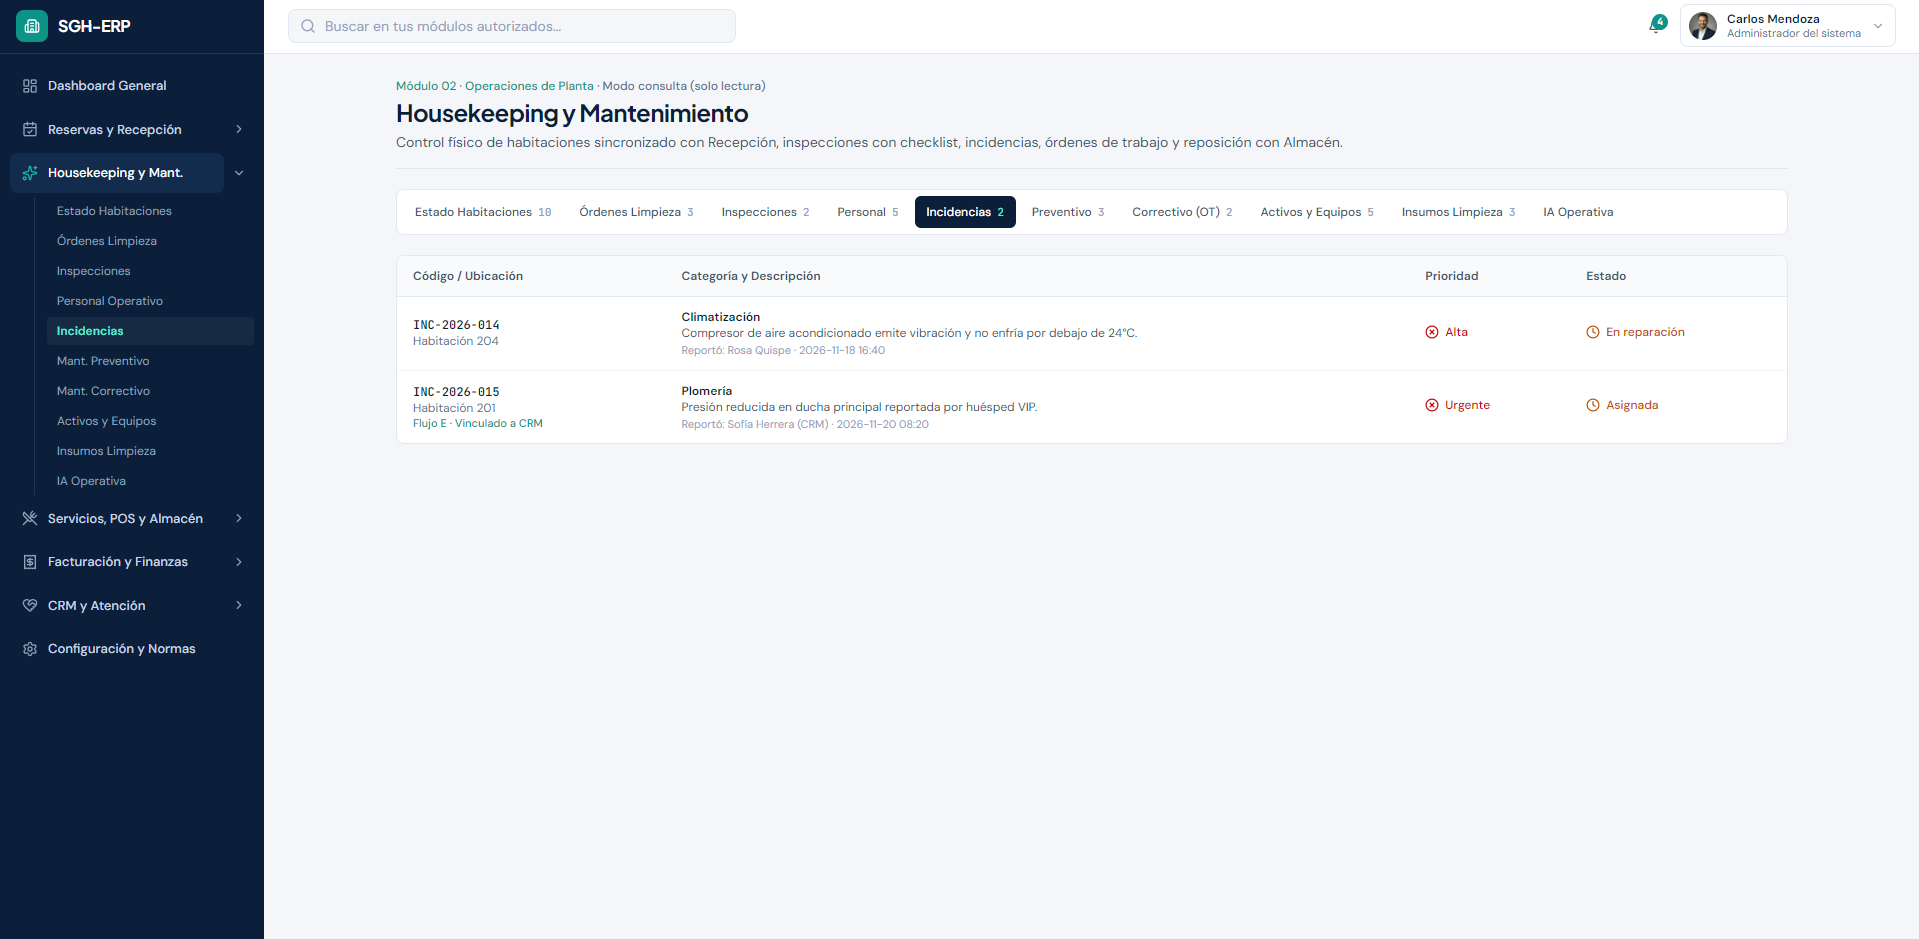 SGH-ERP
Buscar en tus módulos autorizados...
4
Carlos Mendoza
Administrador del sistema
Dashboard General
Reservas y Recepción
Housekeeping y Mant.
Estado Habitaciones
Órdenes Limpieza
Inspecciones
Personal Operativo
Incidencias
Mant. Preventivo
Mant. Correctivo
Activos y Equipos
Insumos Limpieza
IA Operativa
Servicios, POS y Almacén
Facturación y Finanzas
CRM y Atención
Configuración y Normas
Módulo 02 · Operaciones de Planta · Modo consulta (solo lectura)
Housekeeping y Mantenimiento
Control físico de habitaciones sincronizado con Recepción, inspecciones con checklist, incidencias, órdenes de trabajo y reposición con Almacén.
Estado Habitaciones 10 Órdenes Limpieza 3 Inspecciones 2 Personal 5 Incidencias 2 Preventivo 3 Correctivo (OT) 2 Activos y Equipos 5 Insumos Limpieza 3 IA Operativa
Código / Ubicación Categoría y Descripción Prioridad Estado
INC-2026-014
Habitación 204
Climatización
Compresor de aire acondicionado emite vibración y no enfría por debajo de 24°C.
Reportó: Rosa Quispe · 2026-11-18 16:40
Alta
En reparación
INC-2026-015
Habitación 201
Flujo E · Vinculado a CRM
Plomería
Presión reducida en ducha principal reportada por huésped VIP.
Reportó: Sofía Herrera (CRM) · 2026-11-20 08:20
Urgente
Asignada